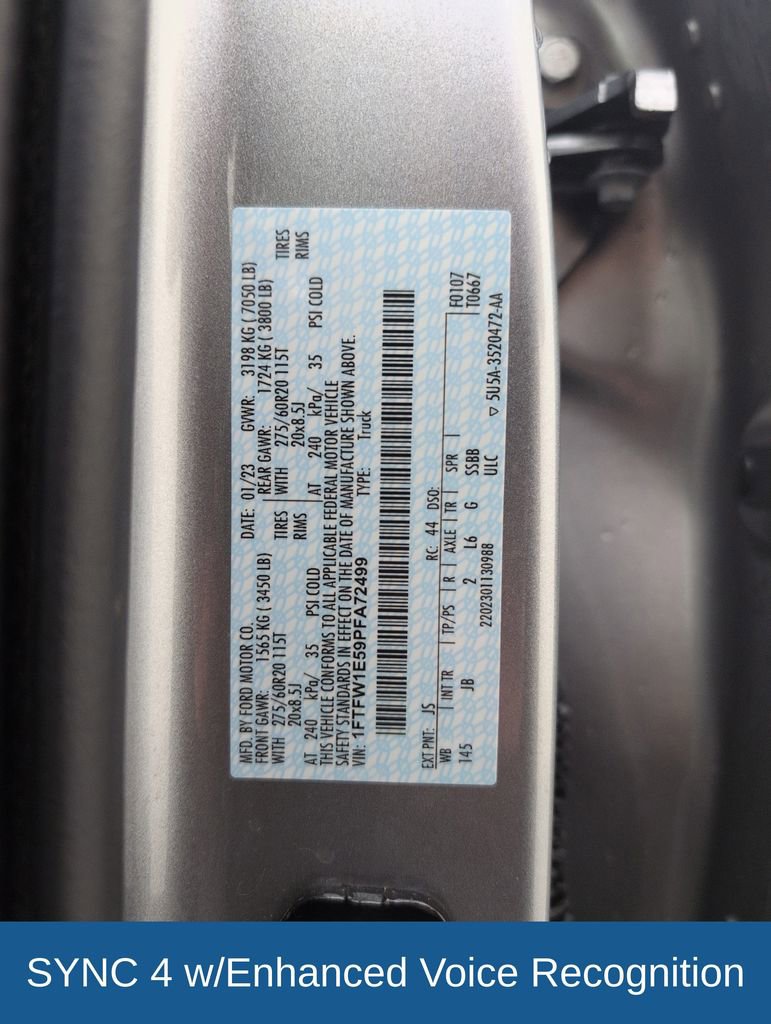 MFD. BY FORD MOTOR CO.
DATE: 01/23 GVWR: 3198 KG ( 7050 LB)
FRONT GAWR: 1565 KG ( 3450 LB)
REAR GAWR: 1724 KG ( 3800 LB)
WITH 275/60R20 115T TIRES
WITH 275/60R20 115T TIRES
20x8.5J RIMS
20x8.5J RIMS
AT 240 kPa/ 35 PSI COLD
AT 240 kPa/ 35 PSI COLD
THIS VEHICLE CONFORMS TO ALL APPLICABLE FEDERAL MOTOR VEHICLE
SAFETY STANDARDS IN EFFECT ON THE DATE OF MANUFACTURE SHOWN ABOVE.
VIN: 1FTFW1E59PFA72499 TYPE: Truck
EXT PNT: JS RC: 44 DSO: F0107
WB INT TR TP/PS R AXLE TR SPR T0667
145 JB 2 L6 G SSBB
2202301130988 ULC ▽ 5U5A-3520472-AA
SYNC 4 w/Enhanced Voice Recognition